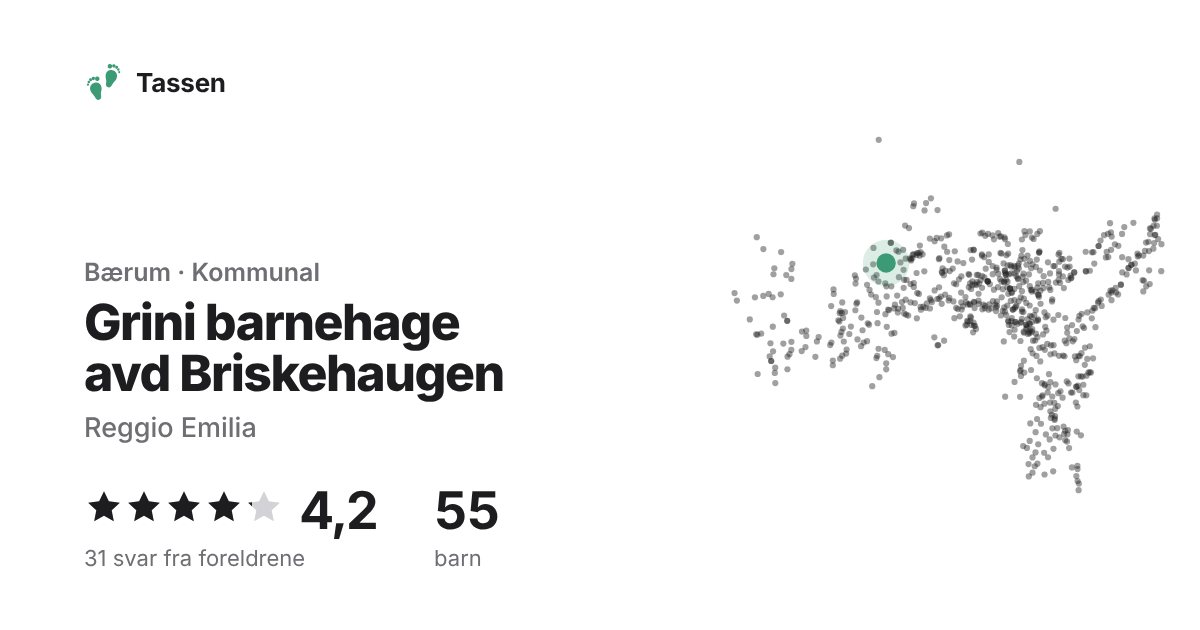 Tassen
Bærum · Kommunal
Grini barnehage
avd Briskehaugen
Reggio Emilia
4,2
55
31 svar fra foreldrene
barn